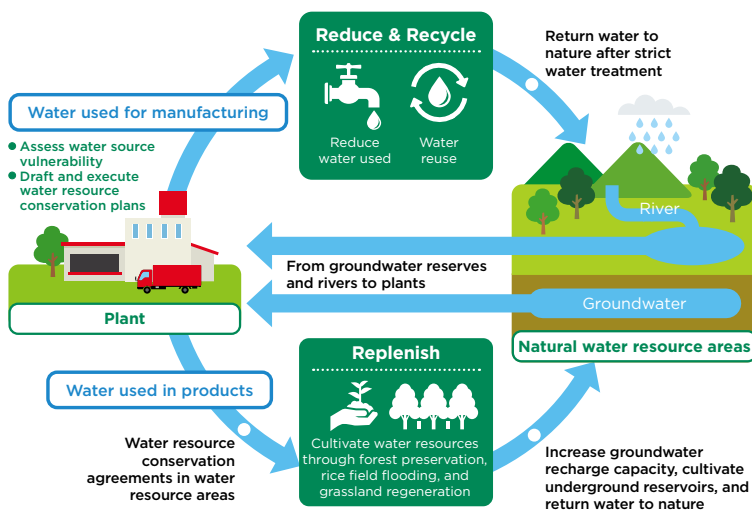 Reduce & Recycle
Reduce
water used
Water
reuse
Return water to
nature after strict
water treatment
Water used for manufacturing
● Assess water source
vulnerability
● Draft and execute
water resource
conservation plans
River
From groundwater reserves
and rivers to plants
Groundwater
Plant
Natural water resource areas
Replenish
Cultivate water resources
through forest preservation,
rice field flooding, and
grassland regeneration
Water used in products
Water resource
conservation
agreements in water
resource areas
Increase groundwater
recharge capacity, cultivate
underground reservoirs, and
return water to nature